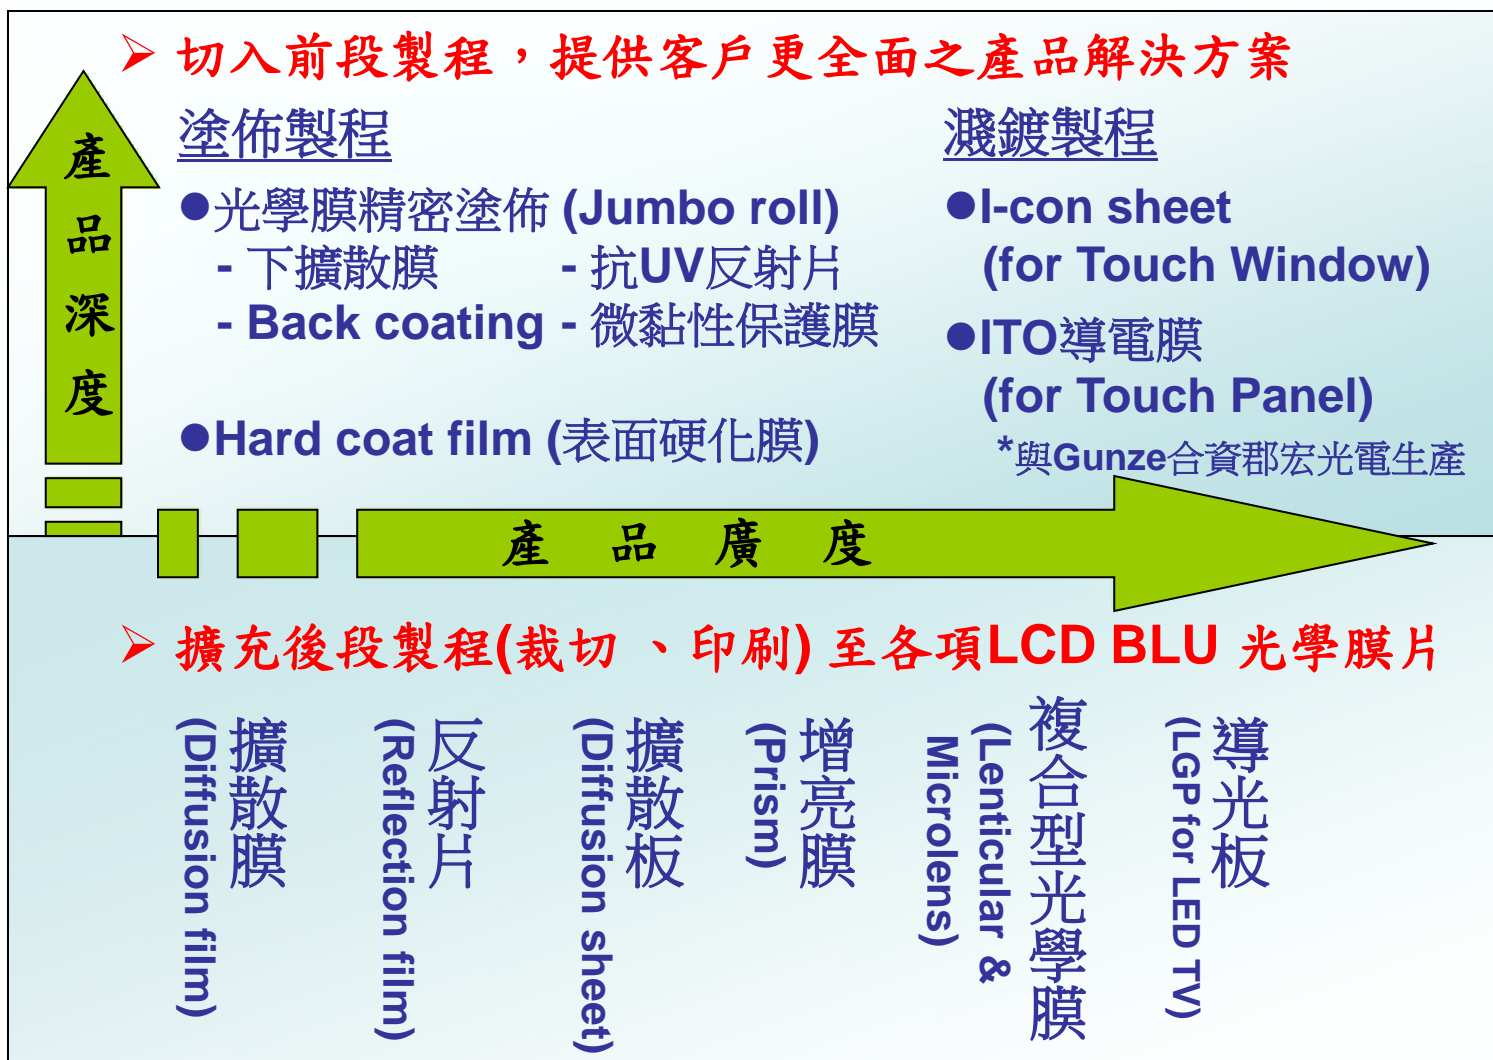 ➢ 切入前段製程，提供客戶更全面之產品解決方案
產品深度
塗佈製程
●光學膜精密塗佈 (Jumbo roll)
- 下擴散膜 - 抗UV反射片
- Back coating - 微黏性保護膜
●Hard coat film (表面硬化膜)
濺鍍製程
●I-con sheet
(for Touch Window)
●ITO導電膜
(for Touch Panel)
*與Gunze合資郡宏光電生產
產 品 廣 度
➢ 擴充後段製程(裁切 、印刷) 至各項LCD BLU 光學膜片
擴散膜
(Diffusion film)
反射片
(Reflection film)
擴散板
(Diffusion sheet)
增亮膜
(Prism)
複合型光學膜
(Lenticular &
Microlens)
導光板
(LGP for LED TV)